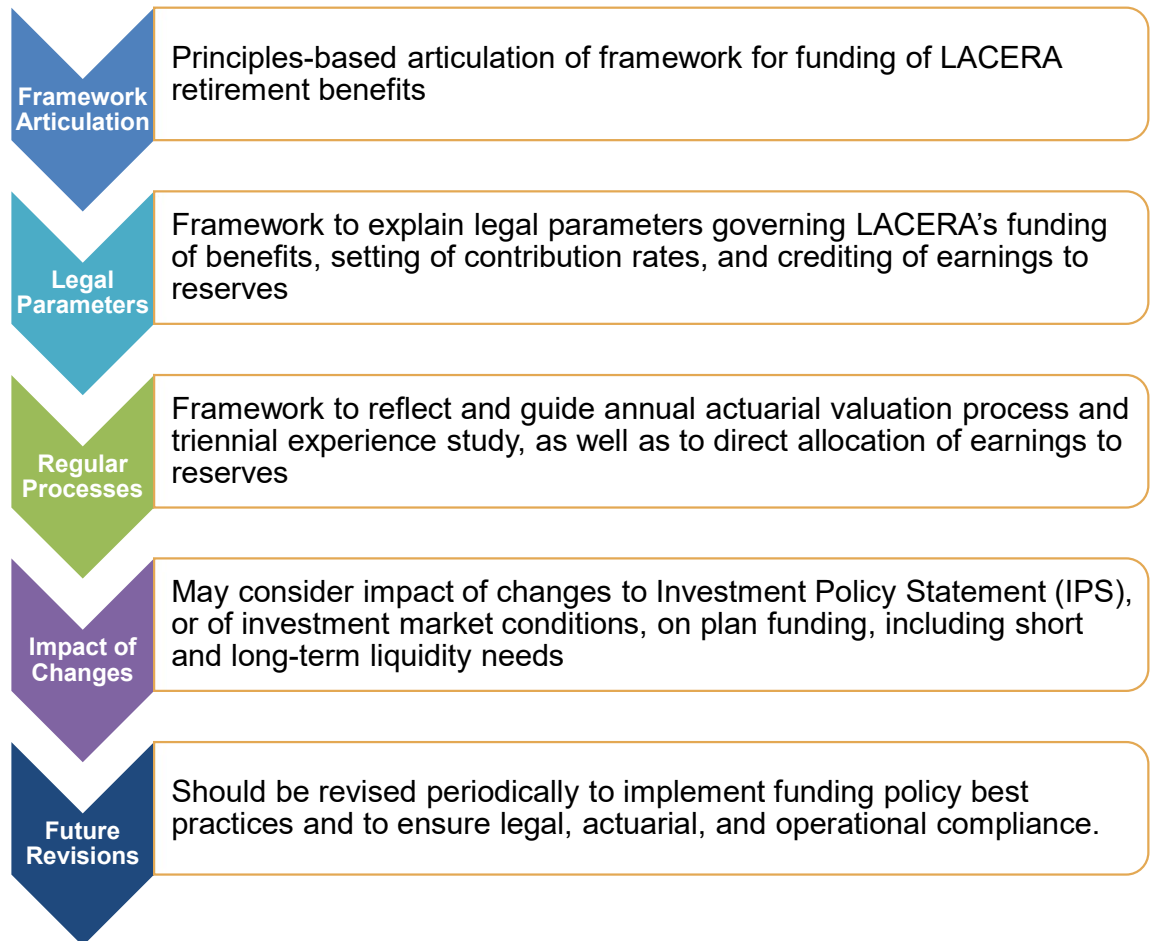 Framework
Articulation
Principles-based articulation of framework for funding of LACERA
retirement benefits
Legal
Parameters
Framework to explain legal parameters governing LACERA’s funding
of benefits, setting of contribution rates, and crediting of earnings to
reserves
Regular
Processes
Framework to reflect and guide annual actuarial valuation process and
triennial experience study, as well as to direct allocation of earnings to
reserves
Impact of
Changes
May consider impact of changes to Investment Policy Statement (IPS),
or of investment market conditions, on plan funding, including short
and long-term liquidity needs
Future
Revisions
Should be revised periodically to implement funding policy best
practices and to ensure legal, actuarial, and operational compliance.